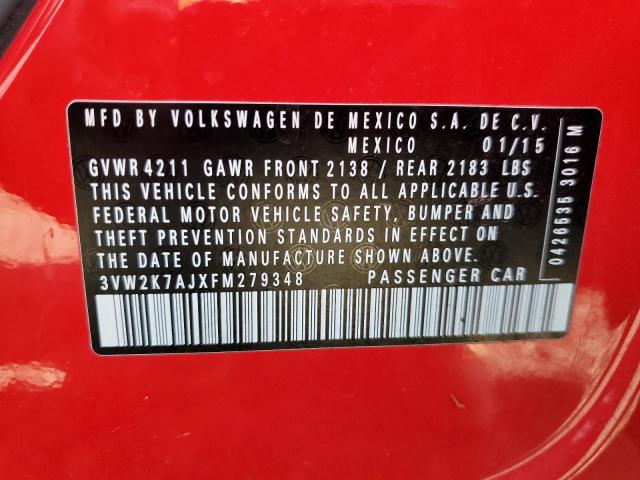 MFD BY VOLKSWAGEN DE MEXICO S.A. DE C.V.
MEXICO 01/15
GVWR 4211 GAWR FRONT 2138 / REAR 2183 LBS
THIS VEHICLE CONFORMS TO ALL APPLICABLE U.S.
FEDERAL MOTOR VEHICLE SAFETY, BUMPER AND
THEFT PREVENTION STANDARDS IN EFFECT ON
THE DATE OF MANUFACTURE SHOWN ABOVE.
3VW2K7AJXFM279348 PASSENGER CAR
0426535 3016 M